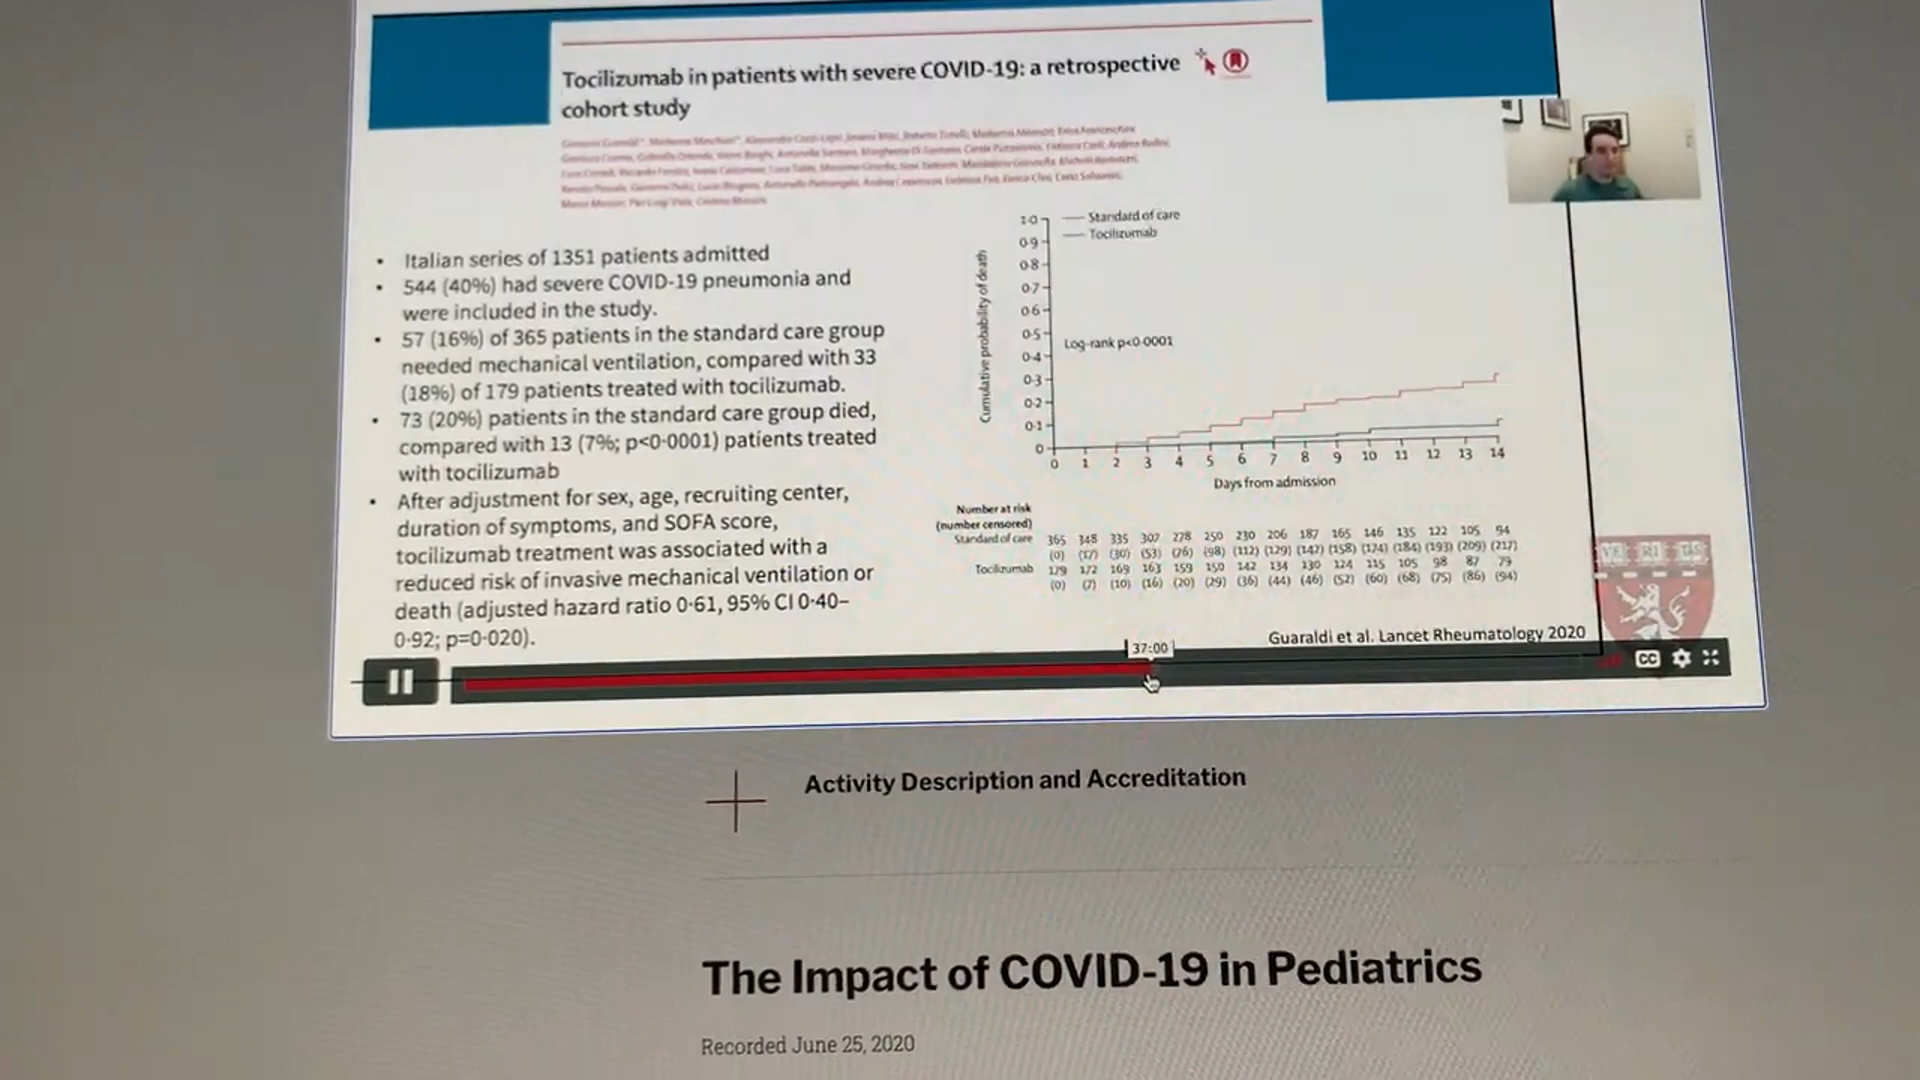 Tocilizumab in patients with severe COVID-19: a retrospective
cohort study
• Italian series of 1351 patients admitted
• 544 (40%) had severe COVID-19 pneumonia and
were included in the study.
• 57 (16%) of 365 patients in the standard care group
needed mechanical ventilation, compared with 33
(18%) of 179 patients treated with tocilizumab.
• 73 (20%) patients in the standard care group died,
compared with 13 (7%; p<0·0001) patients treated
with tocilizumab
• After adjustment for sex, age, recruiting center,
duration of symptoms, and SOFA score,
tocilizumab treatment was associated with a
reduced risk of invasive mechanical ventilation or
death (adjusted hazard ratio 0·61, 95% CI 0·40–
0·92; p=0·020).
Cumulative probability of death
1·0
0·9
0·8
0·7
0·6
0·5
0·4
0·3
0·2
0·1
0
Standard of care
Tocilizumab
Log-rank p<0·0001
0 1 2 3 4 5 6 7 8 9 10 11 12 13 14
Days from admission
Number at risk
(number censored)
Standard of care 365 348 335 307 278 250 230 206 187 165 146 135 122 105 94
(0) (17) (30) (53) (76) (98) (112) (129) (142) (158) (174) (184) (193) (209) (217)
Tocilizumab 179 172 169 163 159 150 142 134 130 124 115 105 98 87 79
(0) (7) (10) (16) (20) (29) (36) (44) (46) (52) (60) (68) (75) (86) (94)
Guaraldi et al. Lancet Rheumatology 2020
VE RI TAS
37:00
CC
Activity Description and Accreditation
The Impact of COVID-19 in Pediatrics
Recorded June 25, 2020